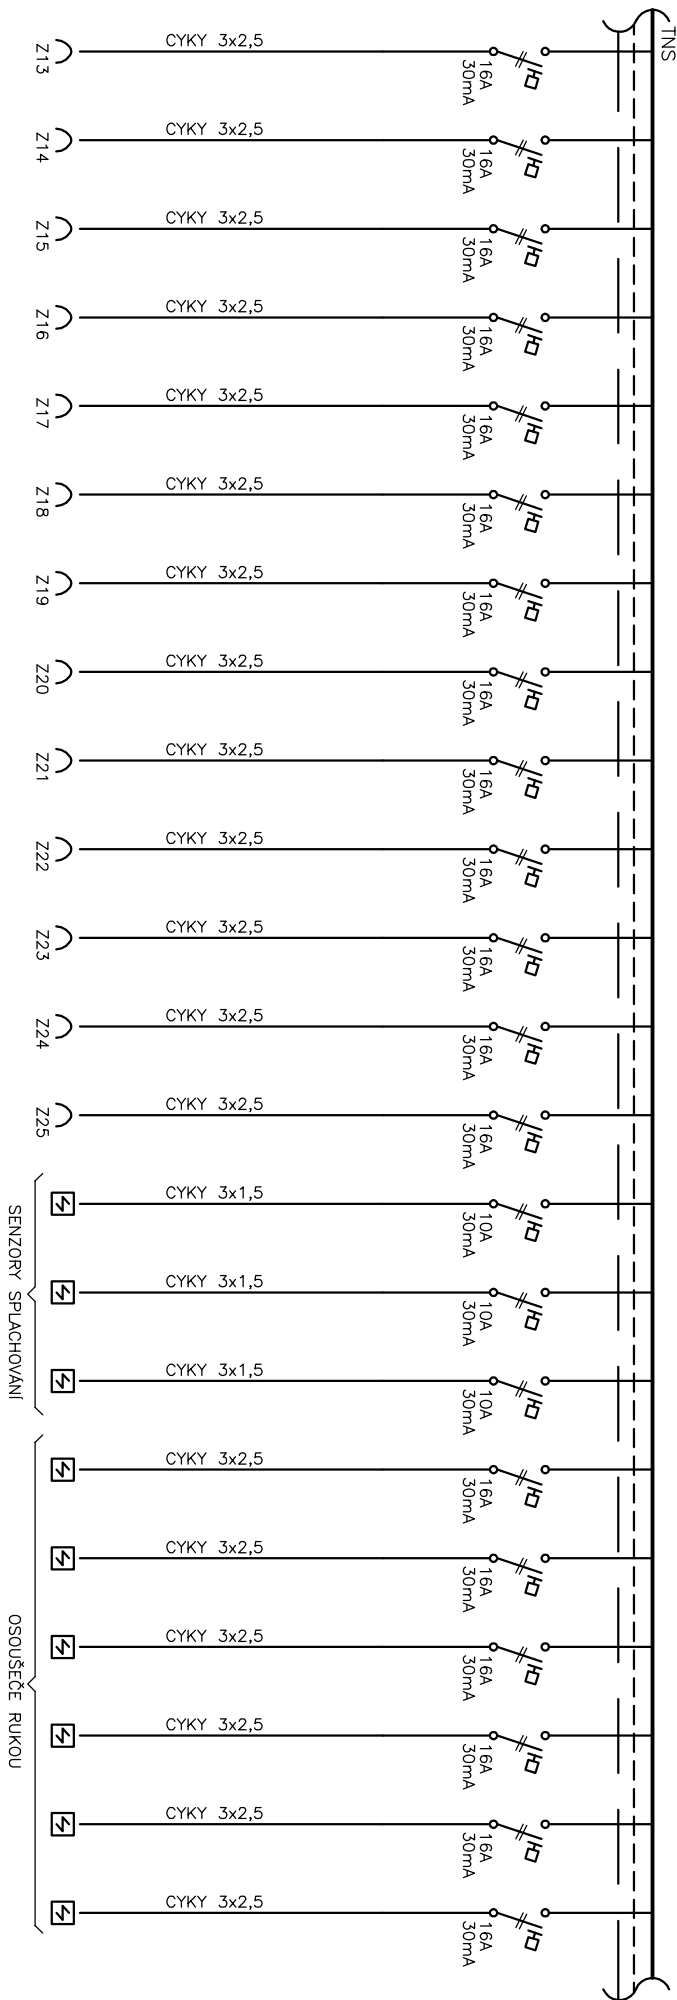 TNS
CYKY 3x2,5
16A
30mA
Z13
CYKY 3x2,5
16A
30mA
Z14
CYKY 3x2,5
16A
30mA
Z15
CYKY 3x2,5
16A
30mA
Z16
CYKY 3x2,5
16A
30mA
Z17
CYKY 3x2,5
16A
30mA
Z18
CYKY 3x2,5
16A
30mA
Z19
CYKY 3x2,5
16A
30mA
Z20
CYKY 3x2,5
16A
30mA
Z21
CYKY 3x2,5
16A
30mA
Z22
CYKY 3x2,5
16A
30mA
Z23
CYKY 3x2,5
16A
30mA
Z24
CYKY 3x2,5
16A
30mA
Z25
CYKY 3x1,5
10A
30mA
CYKY 3x1,5
10A
30mA
CYKY 3x1,5
10A
30mA
SENZORY SPLACHOVÁNÍ
CYKY 3x2,5
16A
30mA
CYKY 3x2,5
16A
30mA
CYKY 3x2,5
16A
30mA
CYKY 3x2,5
16A
30mA
CYKY 3x2,5
16A
30mA
CYKY 3x2,5
16A
30mA
OSOUŠEČE RUKOU